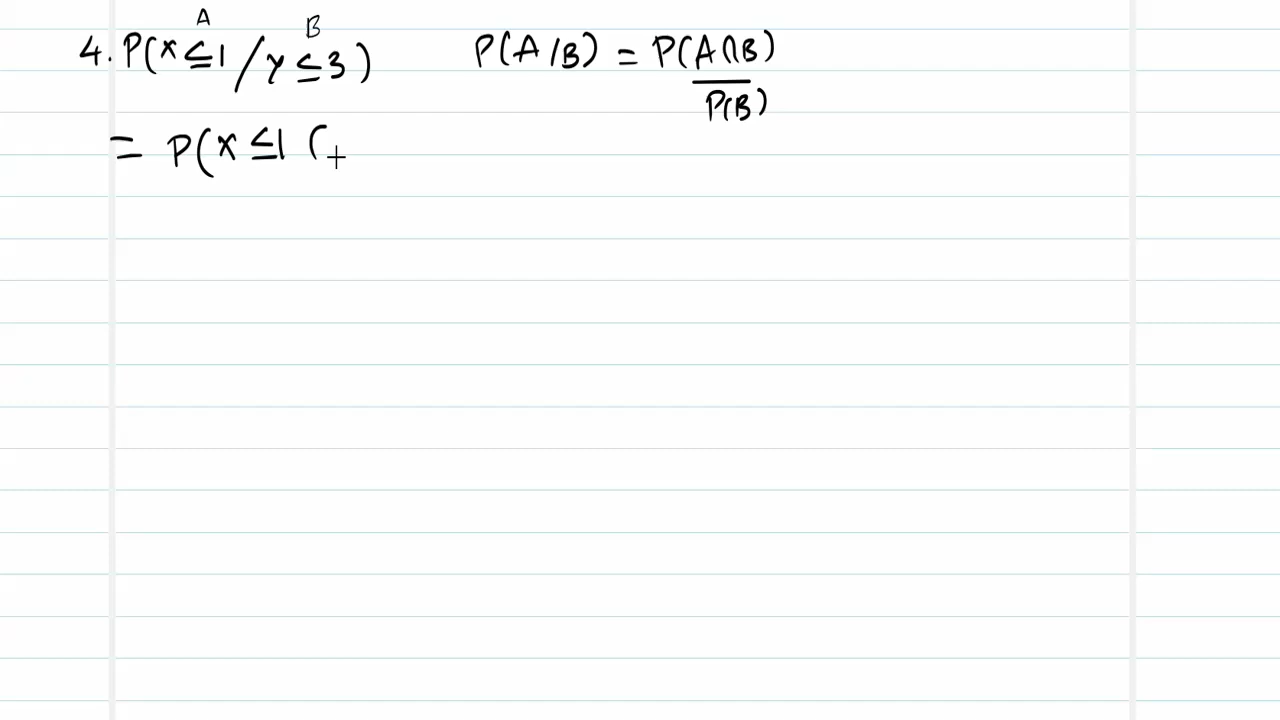 4. P(X ≤ 1 / Y ≤ 3) P(A/B) = P(A∩B)
A B P(B)
= P(X ≤ 1 (